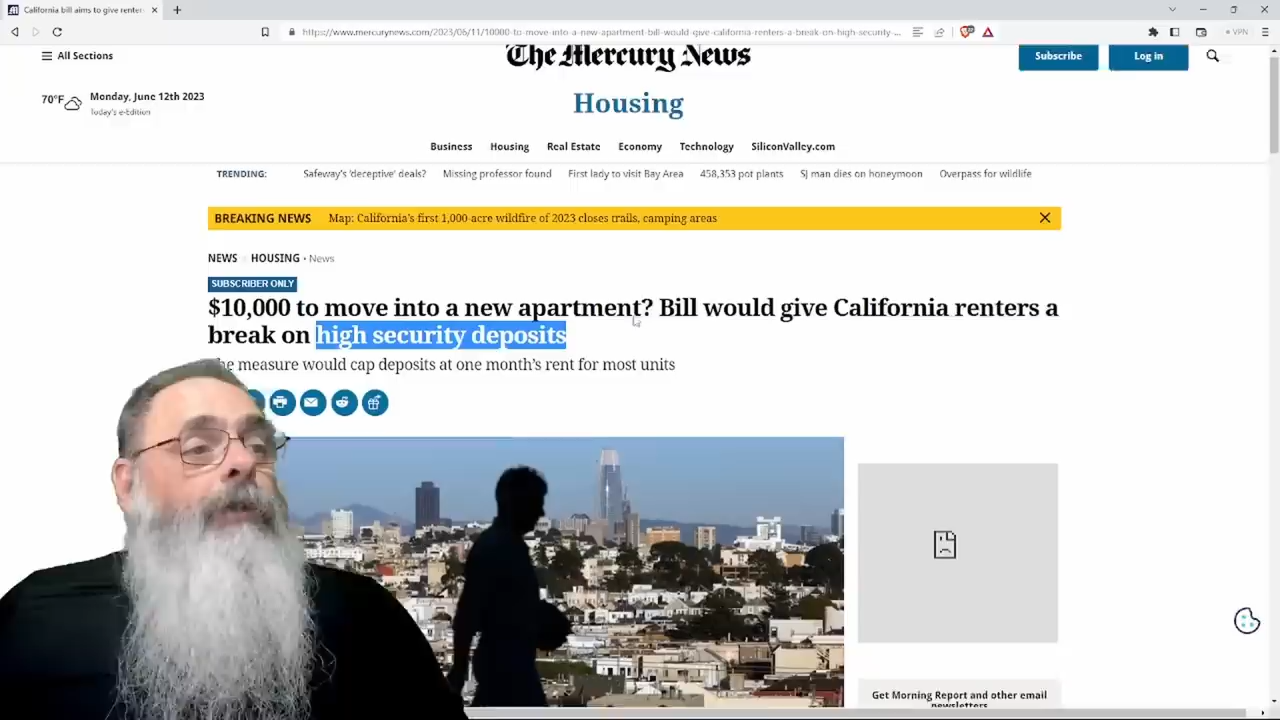 California bill aims to give renter
https://www.mercurynews.com/2023/06/11/10000-to-move-into-a-new-apartment-bill-would-give-california-renters-a-break-on-high-security-...
VPN
All Sections
The Mercury News
Subscribe
Log in
70°F
Monday, June 12th 2023
Today's e-Edition
Housing
Business Housing Real Estate Economy Technology SiliconValley.com
TRENDING: Safeway's 'deceptive' deals? Missing professor found First lady to visit Bay Area 458,353 pot plants SJ man dies on honeymoon Overpass for wildlife
BREAKING NEWS Map: California's first 1,000-acre wildfire of 2023 closes trails, camping areas
NEWS HOUSING • News
SUBSCRIBER ONLY
$10,000 to move into a new apartment? Bill would give California renters a
break on high security deposits
measure would cap deposits at one month's rent for most units
Get Morning Report and other email
newsletters